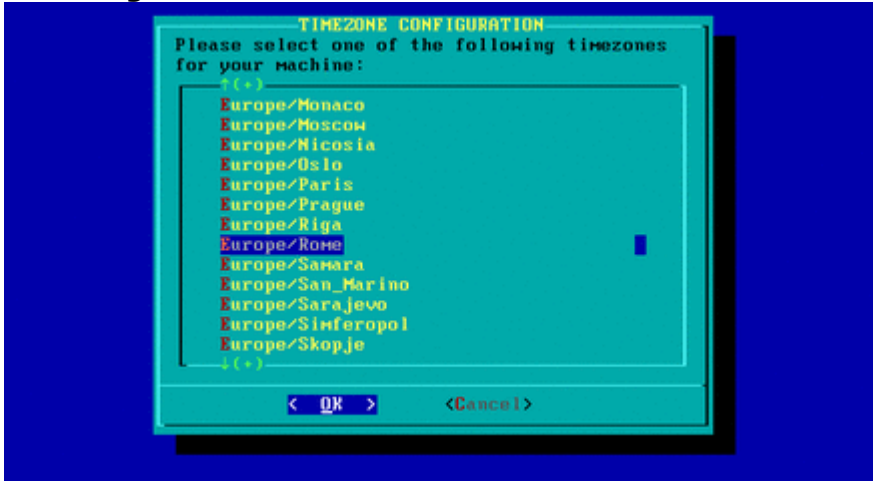 TIMEZONE CONFIGURATION
Please select one of the following timezones
for your machine:
↑(+)
Europe/Monaco
Europe/Moscow
Europe/Nicosia
Europe/Oslo
Europe/Paris
Europe/Prague
Europe/Riga
Europe/Rome
Europe/Samara
Europe/San_Marino
Europe/Sarajevo
Europe/Simferopol
Europe/Skopje
↓(+)
< OK > <Cancel>